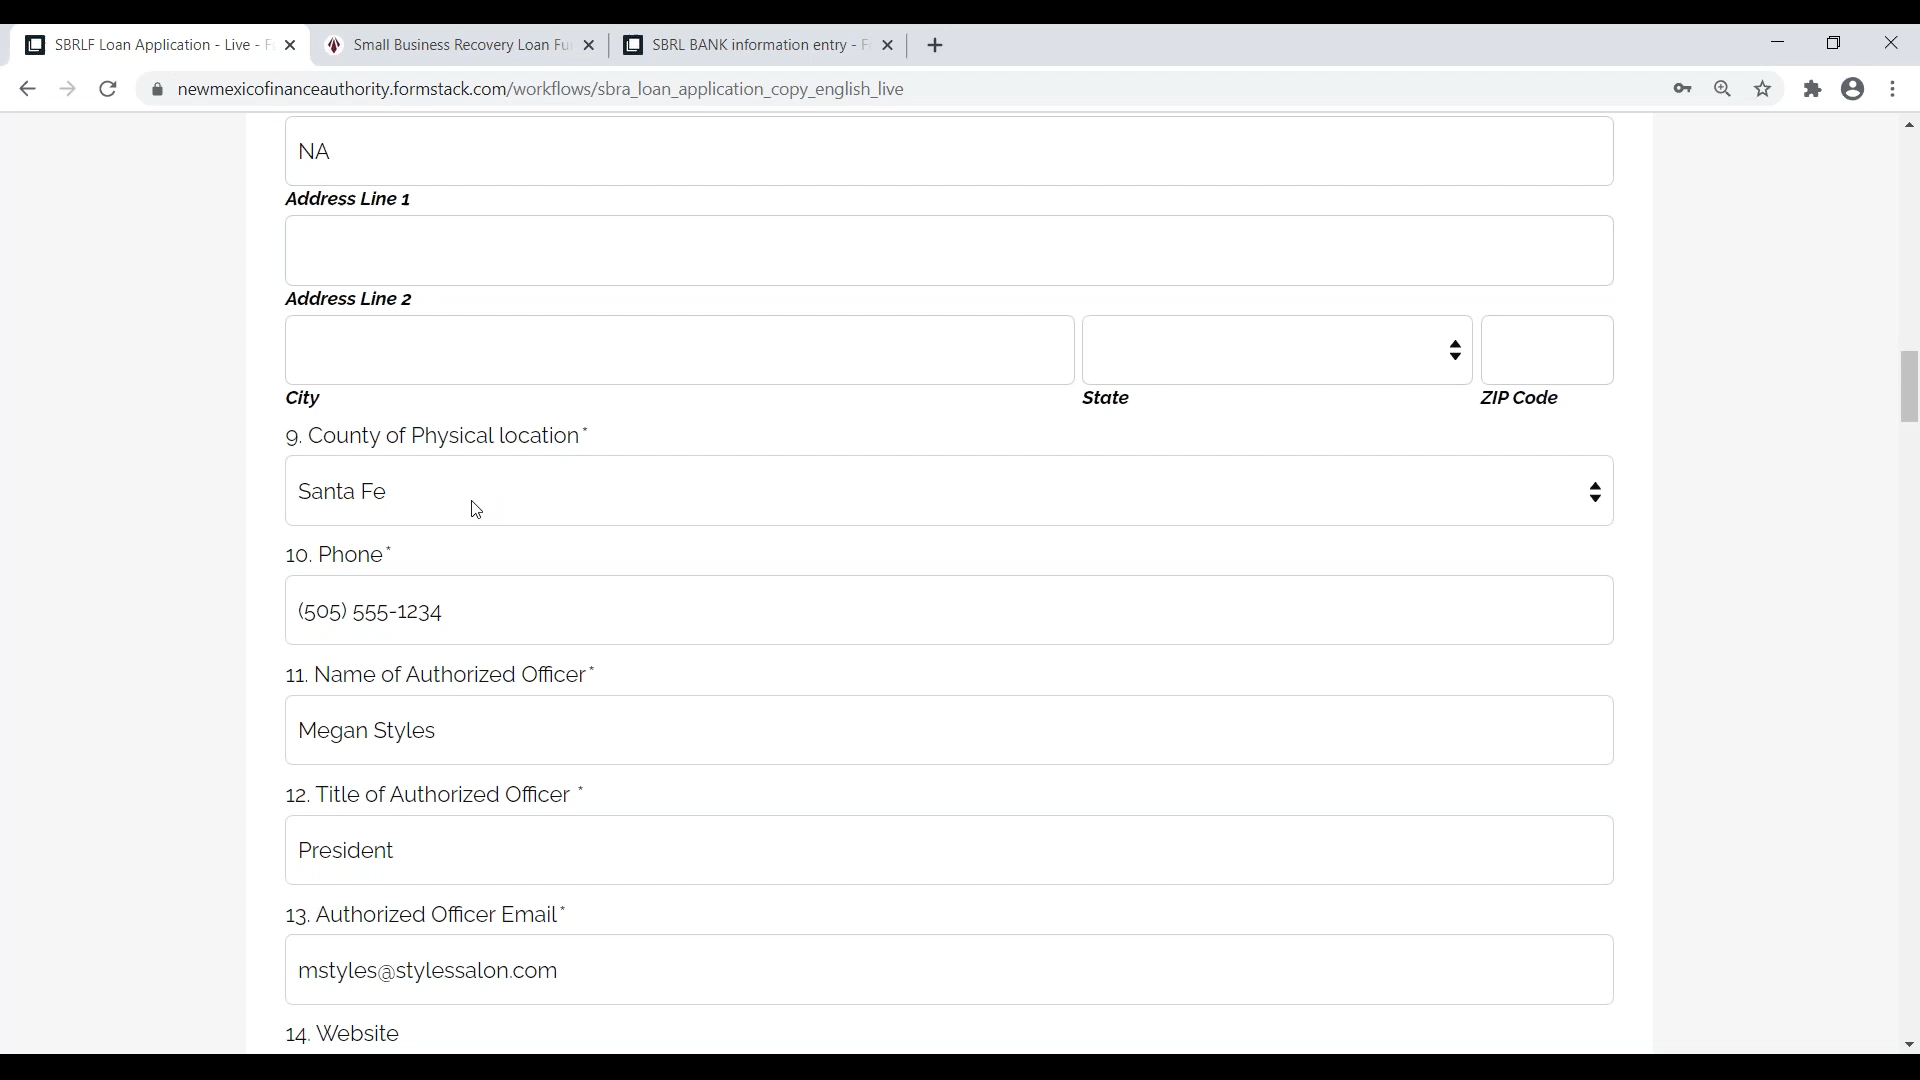 SBRLF Loan Application - Live - F
Small Business Recovery Loan Fu
SBRL BANK information entry - F
newmexicofinanceauthority.formstack.com/workflows/sbra_loan_application_copy_english_live
NA
Address Line 1
Address Line 2
City State ZIP Code
9. County of Physical location*
Santa Fe
10. Phone*
(505) 555-1234
11. Name of Authorized Officer*
Megan Styles
12. Title of Authorized Officer *
President
13. Authorized Officer Email*
mstyles@stylessalon.com
14. Website